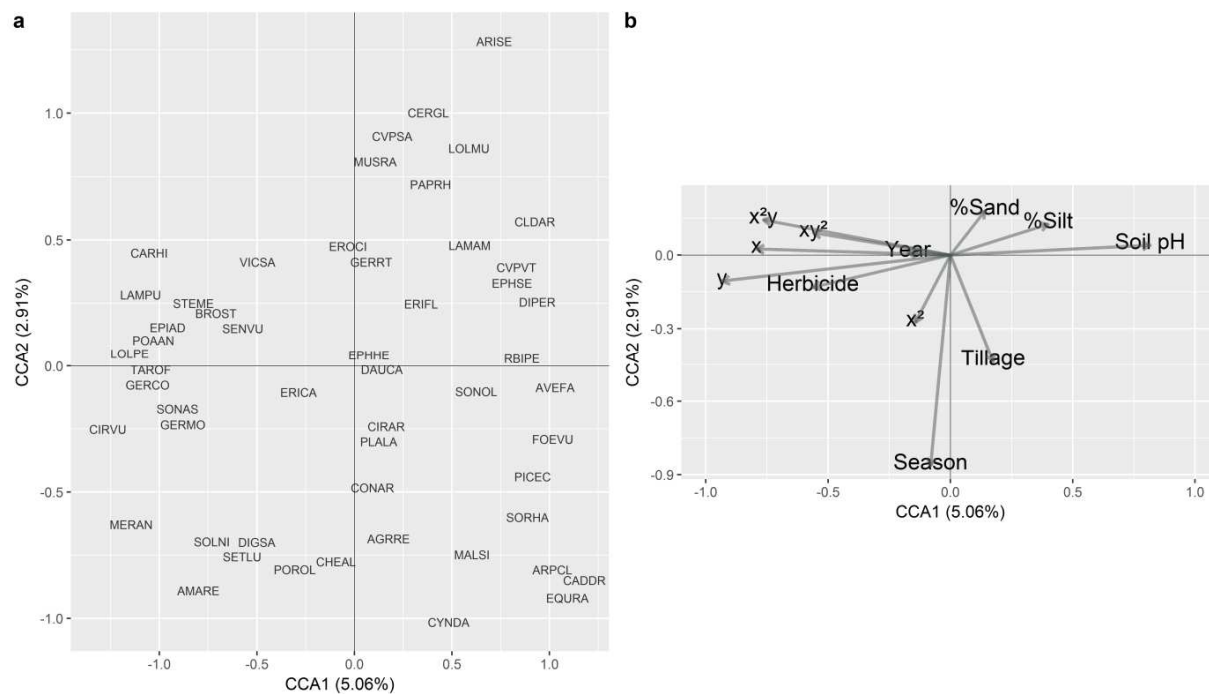 a
ARISE
CERGL
CVPSA
LOLMU
MUSRA
PAPRH
CLDAR
EROCI
LAMAM
CARHI
VICSA
GERRT
CVPVT
EPHSE
LAMPU
STEME
ERIFL
DIPER
BROST
EPIAD
SENVU
POAAN
LOLPE
EPHHE
RBIPE
TAROF
DAUCA
GERCO
ERICA
SONOL
AVEFA
SONAS
CIRVU
GERMO
CIRAR
PLALA
FOEVU
PICEC
CONAR
MERAN
SORHA
SOLNI
DIGSA
AGRRE
SETLU
CHEAL
MALSI
POROL
ARPCL
CADDR
AMARE
EQURA
CYNDA
1.0
0.5
0.0
-0.5
-1.0
CCA2 (2.91%)
-1.0 -0.5 0.0 0.5 1.0
CCA1 (5.06%)
b
x²y
xy²
%Sand
%Silt
x
Year
Soil pH
y
Herbicide
x²
Tillage
Season
0.0
-0.3
-0.6
-0.9
CCA2 (2.91%)
-1.0 -0.5 0.0 0.5 1.0
CCA1 (5.06%)